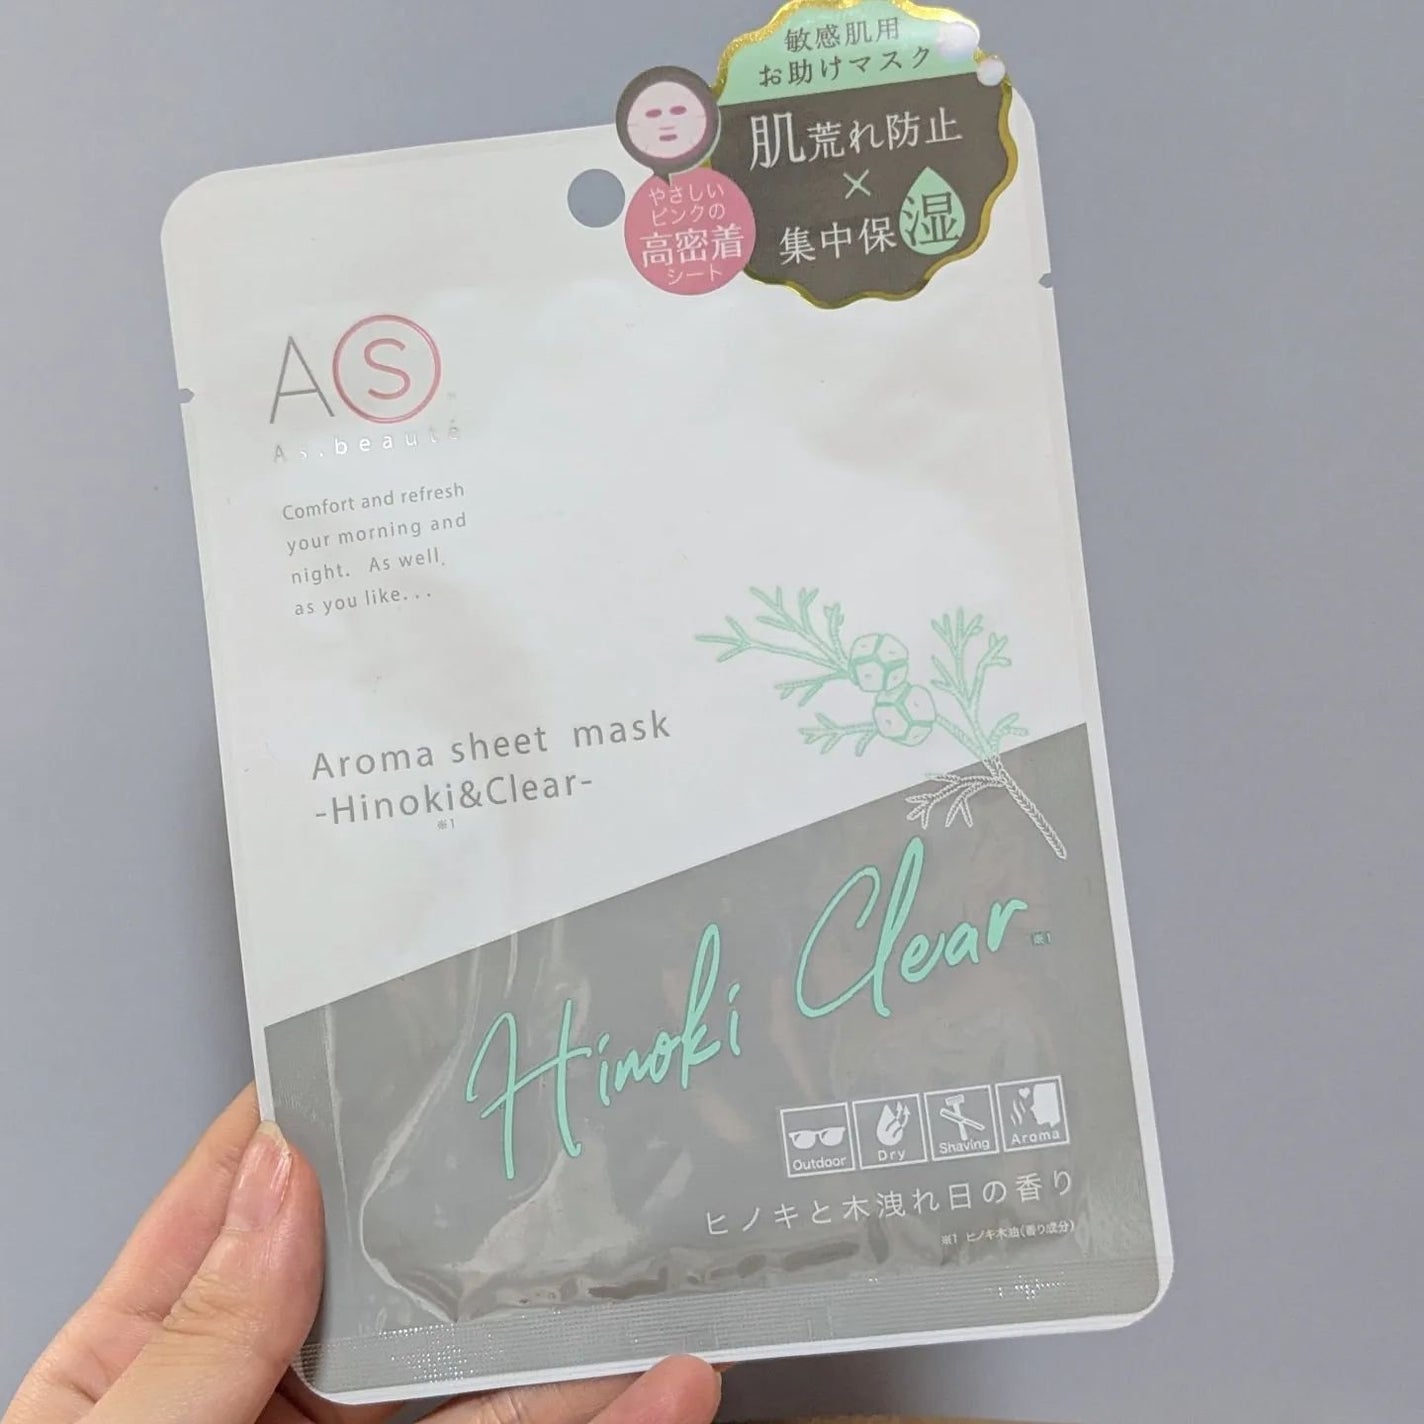 敏感肌用
お助けマスク
肌荒れ防止
×
集中保湿
やさしい
ピンクの
高密着
シート
AS
As.beauté
Comfort and refresh
your morning and
night. As well,
as you like...
Aroma sheet mask
-Hinoki&Clear-
※1
Hinoki Clear
※1
Outdoor
Dry
Shaving
Aroma
ヒノキと木洩れ日の香り
※1 ヒノキ木油(香り成分)